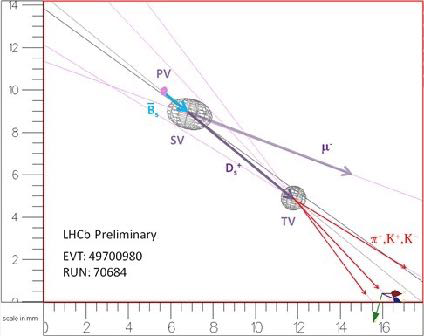 14
PV
10
B̄s
8
SV
μ-
Ds+
6
TV
4
LHCb Preliminary
π-,K+,K-
EVT: 49700980
2
RUN: 70684
0
scale in mm 0 2 4 6 8 10 12 14 16